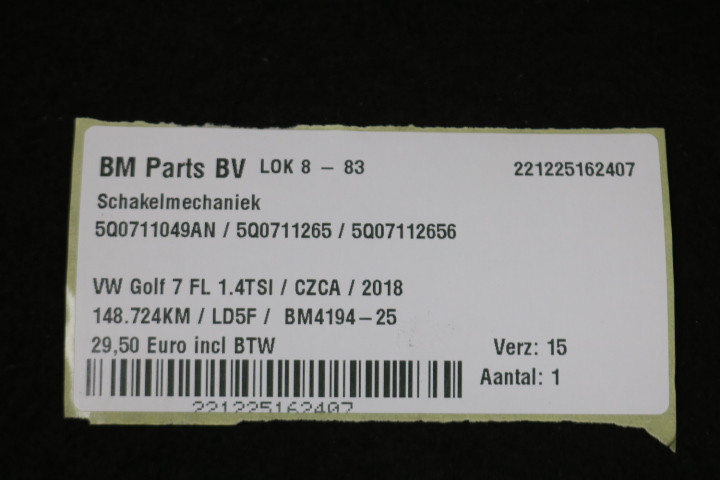 BM Parts BV LOK 8 - 83 221225162407
Schakelmechaniek
5Q0711049AN / 5Q0711265 / 5Q07112656
VW Golf 7 FL 1.4TSI / CZCA / 2018
148.724KM / LD5F / BM4194-25
29,50 Euro incl BTW Verz: 15
Aantal: 1
221225162407